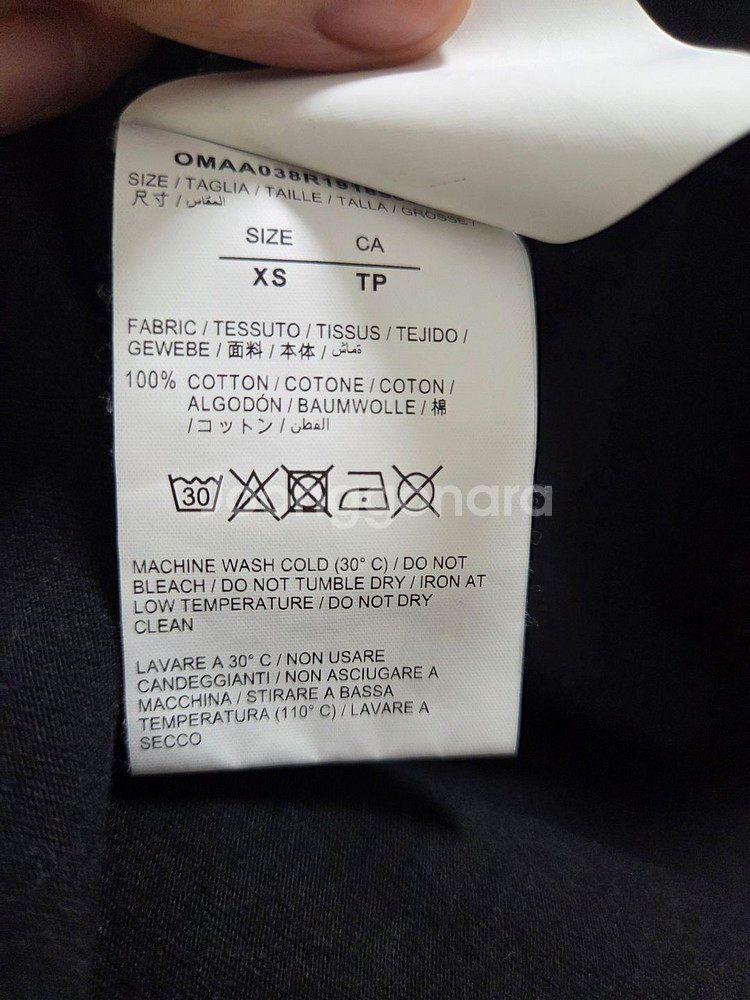 OMAA038R19185
SIZE / TAGLIA / TAILLE / TALLA / GRÖSSE /
尺寸 / المقاس
SIZE CA
XS TP
FABRIC / TESSUTO / TISSUS / TEJIDO /
GEWEBE / 面料 / 本体 / قماش
100% COTTON / COTONE / COTON /
ALGODÓN / BAUMWOLLE / 棉
/ コットン / القطن
30
joonggonara
MACHINE WASH COLD (30° C) / DO NOT
BLEACH / DO NOT TUMBLE DRY / IRON AT
LOW TEMPERATURE / DO NOT DRY
CLEAN
LAVARE A 30° C / NON USARE
CANDEGGIANTI / NON ASCIUGARE A
MACCHINA / STIRARE A BASSA
TEMPERATURA (110° C) / LAVARE A
SECCO